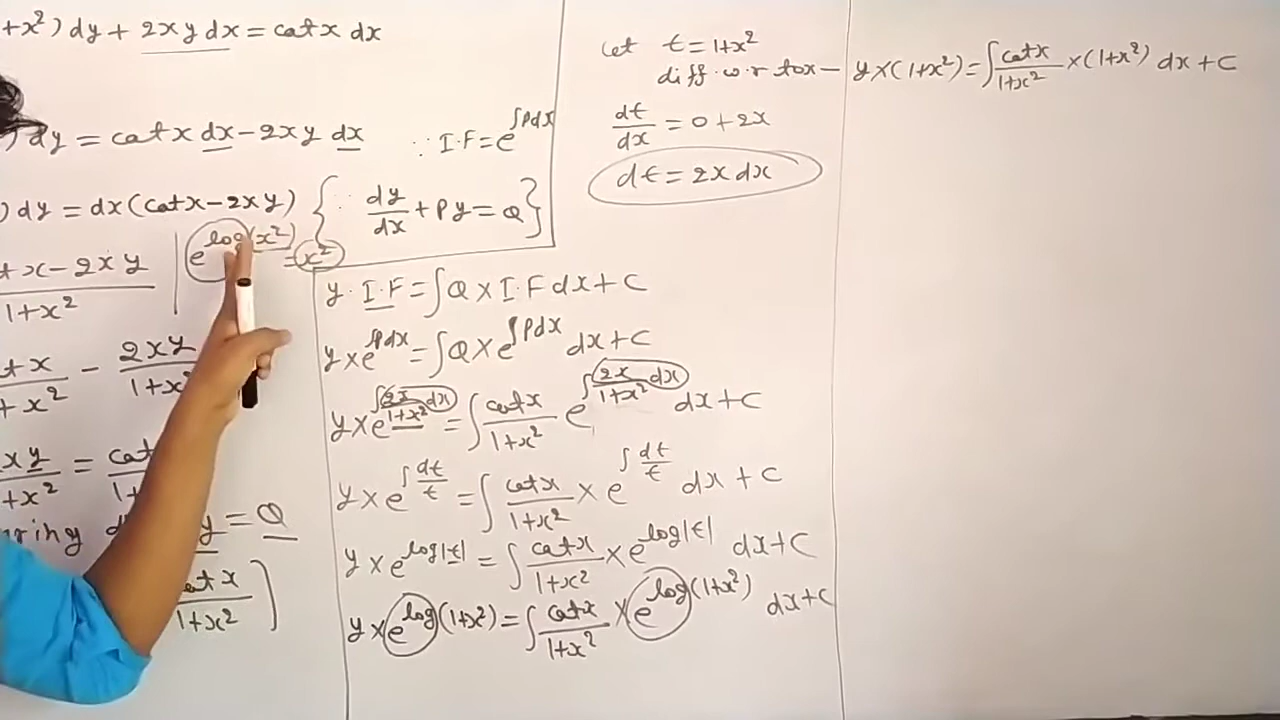 +x²) dy + 2xy dx = cot x dx
) dy = cot x dx - 2xy dx
∵ I.F = e^∫Pdx
) dy = dx (cot x - 2xy)
{∵ dy/dx + Py = Q}
e^log(x²) = x²
t x - 2xy / 1+x²
t x / + x² - 2xy / 1+x²
xy / +x² = cot / 1+
ring d y = Q
cot x / 1+x² ]
y · I.F = ∫ Q × I.F dx + C
y × e^∫Pdx = ∫ Q × e^∫Pdx dx + C
y × e^∫ 2x/1+x² dx = ∫ cot x / 1+x² e^∫ 2x/1+x² dx dx + C
y × e^∫ dt/t = ∫ cot x / 1+x² × e^∫ dt/t dx + C
y × e^log|t| = ∫ cot x / 1+x² × e^log|t| dx + C
y × e^log(1+x²) = ∫ cot x / 1+x² × e^log(1+x²) dx + C
Let t = 1+x²
diff. w.r to x -
dt/dx = 0 + 2x
dt = 2x dx
y × (1+x²) = ∫ cot x / 1+x² × (1+x²) dx + C